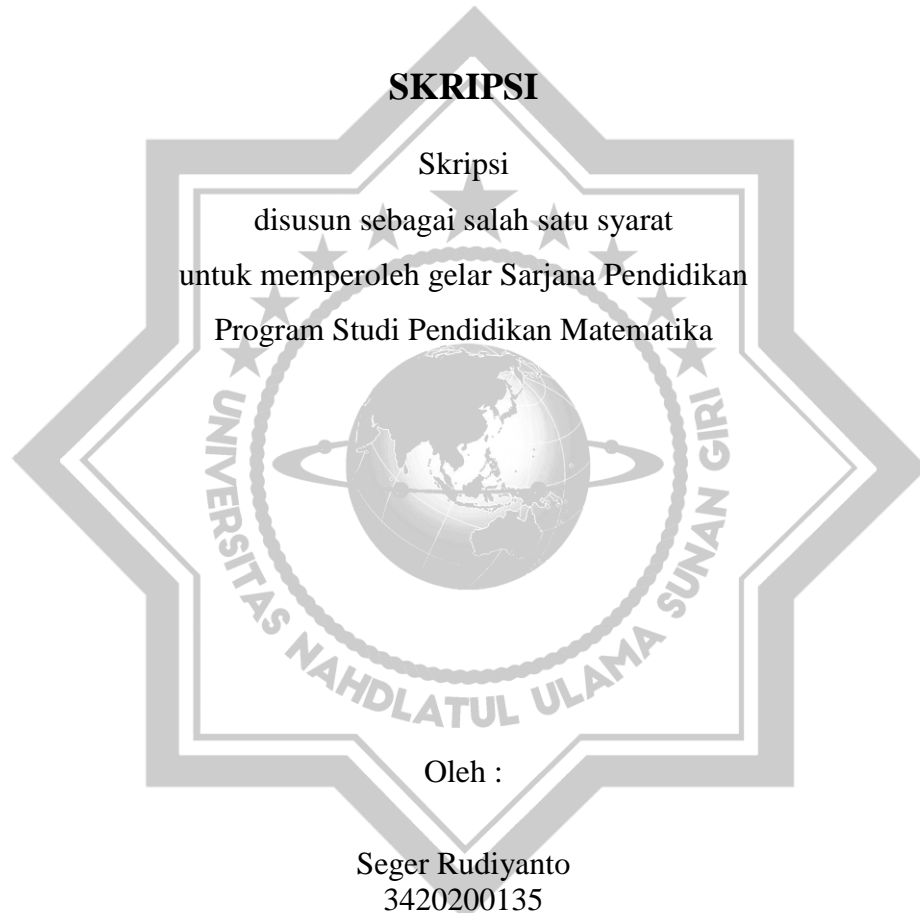 SKRIPSI
Skripsi
disusun sebagai salah satu syarat
untuk memperoleh gelar Sarjana Pendidikan
Program Studi Pendidikan Matematika
UNIVERSITAS NAHDLATUL ULAMA SUNAN GIRI
Oleh :
Seger Rudiyanto
3420200135